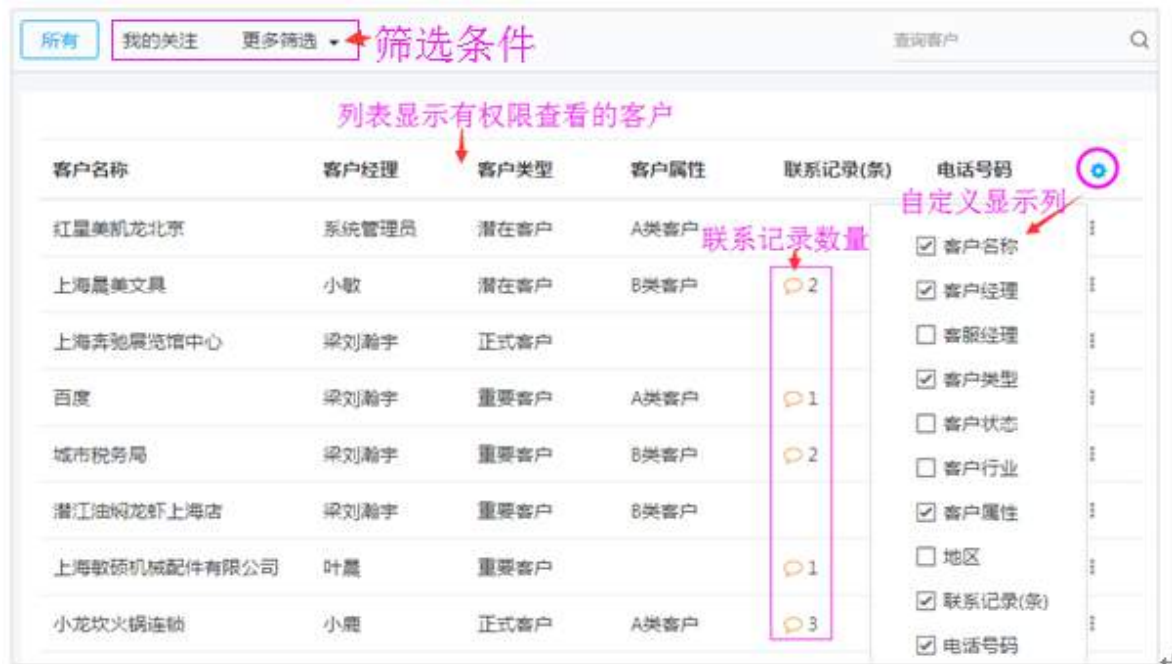 所有 我的关注 更多筛选 筛选条件 查询客户
列表显示有权限查看的客户
客户名称 客户经理 客户类型 客户属性 联系记录(条) 电话号码
自定义显示列
红星美凯龙北京 系统管理员 潜在客户 A类客户
联系记录数量
客户名称
上海晨美文具 小敏 潜在客户 B类客户 2
客户经理
上海奔驰展览馆中心 梁刘瀚宇 正式客户
客服经理
百度 梁刘瀚宇 重要客户 A类客户 1
客户类型
客户状态
城市税务局 梁刘瀚宇 重要客户 B类客户 2
客户行业
潜江油焖龙虾上海店 梁刘瀚宇 重要客户 B类客户
客户属性
上海敏硕机械配件有限公司 叶晨 重要客户 1
地区
联系记录(条)
小龙坎火锅连锁 小鹿 正式客户 A类客户 3
电话号码